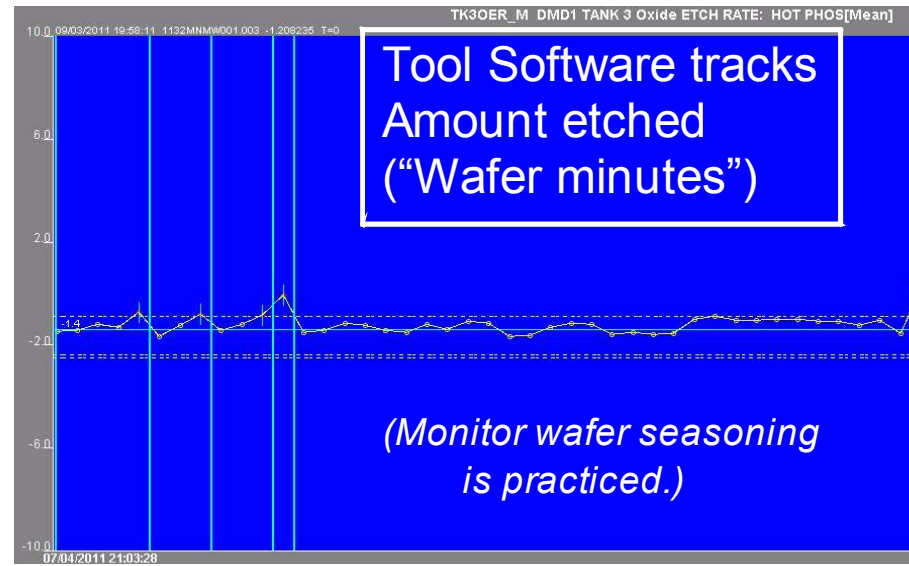 TK3OER_M DMD1 TANK 3 Oxide ETCH RATE: HOT PHOS[Mean]
10.0 09/03/2011 19:58:11 1132MNMW001.003 -1.208235 T=0
Tool Software tracks
Amount etched
(“Wafer minutes”)
6.0
2.0
-1.4
-2.0
(Monitor wafer seasoning
is practiced.)
-6.0
-10.0
07/04/2011 21:03:28